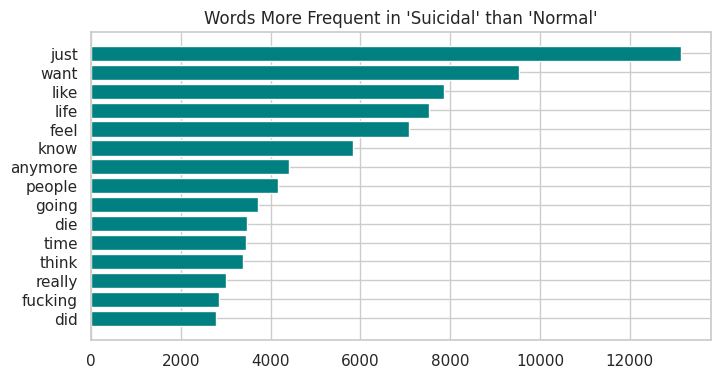 Words More Frequent in 'Suicidal' than 'Normal'
just
want
like
life
feel
know
anymore
people
going
die
time
think
really
fucking
did
0 2000 4000 6000 8000 10000 12000